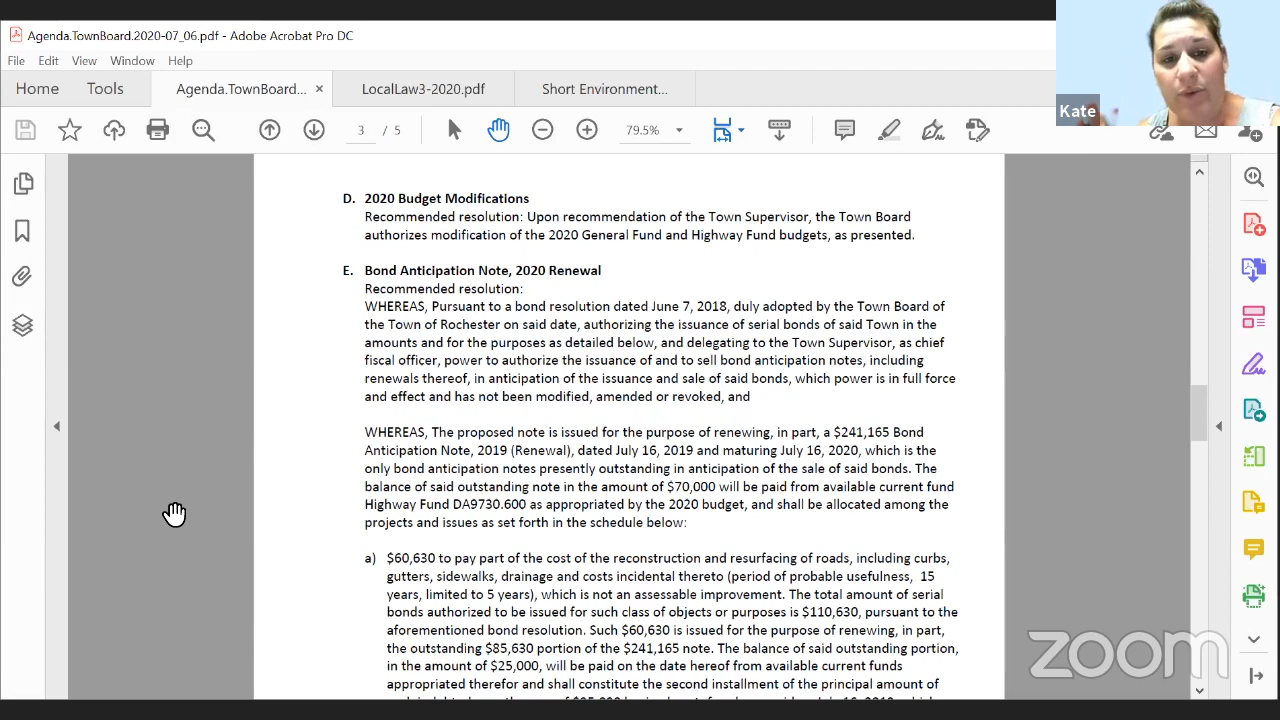 Agenda.TownBoard.2020-07_06.pdf - Adobe Acrobat Pro DC
File Edit View Window Help
Home Tools Agenda.TownBoard... × LocalLaw3-2020.pdf Short Environment...
3 / 5 79.5%
Kate
D. 2020 Budget Modifications
Recommended resolution: Upon recommendation of the Town Supervisor, the Town Board
authorizes modification of the 2020 General Fund and Highway Fund budgets, as presented.
E. Bond Anticipation Note, 2020 Renewal
Recommended resolution:
WHEREAS, Pursuant to a bond resolution dated June 7, 2018, duly adopted by the Town Board of
the Town of Rochester on said date, authorizing the issuance of serial bonds of said Town in the
amounts and for the purposes as detailed below, and delegating to the Town Supervisor, as chief
fiscal officer, power to authorize the issuance of and to sell bond anticipation notes, including
renewals thereof, in anticipation of the issuance and sale of said bonds, which power is in full force
and effect and has not been modified, amended or revoked, and
WHEREAS, The proposed note is issued for the purpose of renewing, in part, a $241,165 Bond
Anticipation Note, 2019 (Renewal), dated July 16, 2019 and maturing July 16, 2020, which is the
only bond anticipation notes presently outstanding in anticipation of the sale of said bonds. The
balance of said outstanding note in the amount of $70,000 will be paid from available current fund
Highway Fund DA9730.600 as appropriated by the 2020 budget, and shall be allocated among the
projects and issues as set forth in the schedule below:
a) $60,630 to pay part of the cost of the reconstruction and resurfacing of roads, including curbs,
gutters, sidewalks, drainage and costs incidental thereto (period of probable usefulness, 15
years, limited to 5 years), which is not an assessable improvement. The total amount of serial
bonds authorized to be issued for such class of objects or purposes is $110,630, pursuant to the
aforementioned bond resolution. Such $60,630 is issued for the purpose of renewing, in part,
the outstanding $85,630 portion of the $241,165 note. The balance of said outstanding portion,
in the amount of $25,000, will be paid on the date hereof from available current funds
appropriated therefor and shall constitute the second installment of the principal amount of
zoom